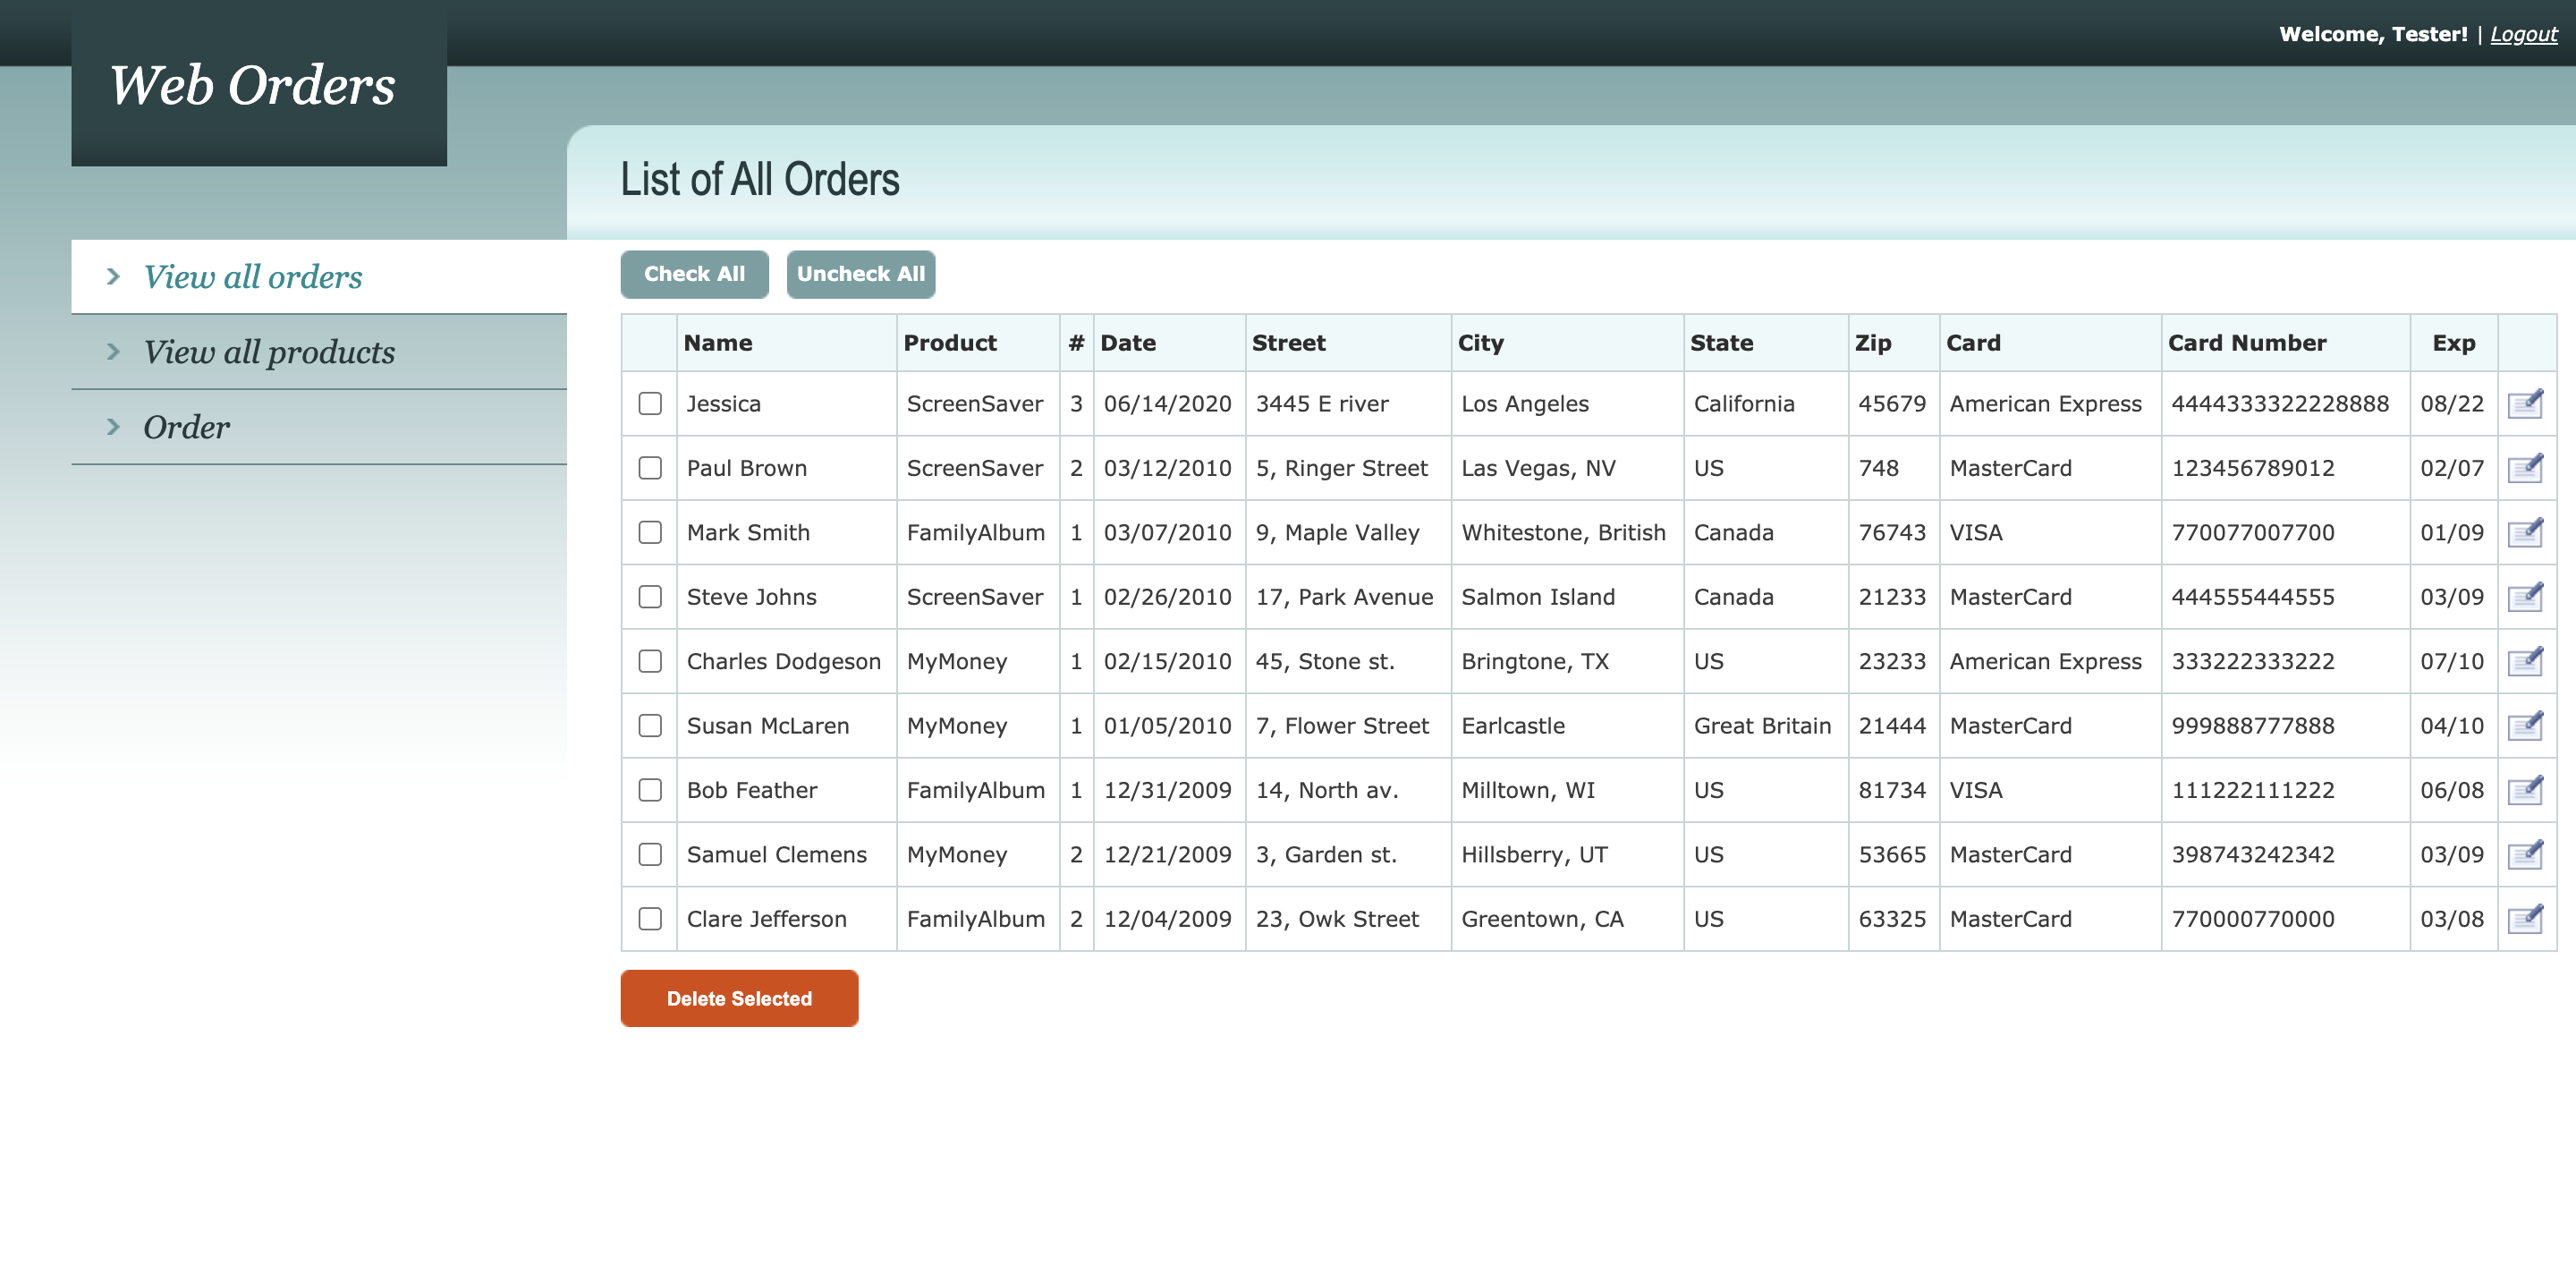 Welcome, Tester! | Logout
Web Orders
List of All Orders
View all orders
View all products
Order
Check All Uncheck All
Name Product # Date Street City State Zip Card Card Number Exp
Jessica ScreenSaver 3 06/14/2020 3445 E river Los Angeles California 45679 American Express 4444333322228888 08/22
Paul Brown ScreenSaver 2 03/12/2010 5, Ringer Street Las Vegas, NV US 748 MasterCard 123456789012 02/07
Mark Smith FamilyAlbum 1 03/07/2010 9, Maple Valley Whitestone, British Canada 76743 VISA 770077007700 01/09
Steve Johns ScreenSaver 1 02/26/2010 17, Park Avenue Salmon Island Canada 21233 MasterCard 444555444555 03/09
Charles Dodgeson MyMoney 1 02/15/2010 45, Stone st. Bringtone, TX US 23233 American Express 333222333222 07/10
Susan McLaren MyMoney 1 01/05/2010 7, Flower Street Earlcastle Great Britain 21444 MasterCard 999888777888 04/10
Bob Feather FamilyAlbum 1 12/31/2009 14, North av. Milltown, WI US 81734 VISA 111222111222 06/08
Samuel Clemens MyMoney 2 12/21/2009 3, Garden st. Hillsberry, UT US 53665 MasterCard 398743242342 03/09
Clare Jefferson FamilyAlbum 2 12/04/2009 23, Owk Street Greentown, CA US 63325 MasterCard 770000770000 03/08
Delete Selected